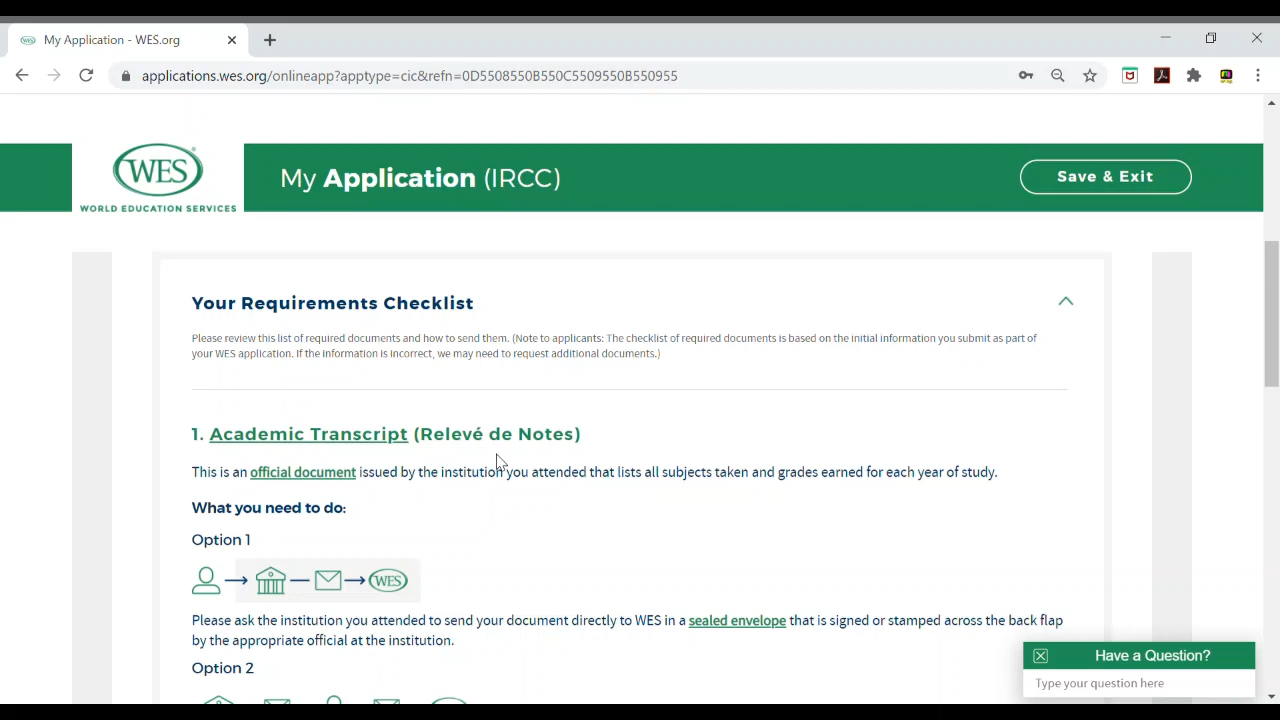 WES
My Application - WES.org
applications.wes.org/onlineapp?apptype=cic&refn=0D5508550B550C5509550B550955
WES
WORLD EDUCATION SERVICES
My Application (IRCC)
Save & Exit
Your Requirements Checklist
Please review this list of required documents and how to send them. (Note to applicants: The checklist of required documents is based on the initial information you submit as part of
your WES application. If the information is incorrect, we may need to request additional documents.)
1. Academic Transcript (Relevé de Notes)
This is an official document issued by the institution you attended that lists all subjects taken and grades earned for each year of study.
What you need to do:
Option 1
WES
Please ask the institution you attended to send your document directly to WES in a sealed envelope that is signed or stamped across the back flap
by the appropriate official at the institution.
Option 2
Have a Question?
Type your question here